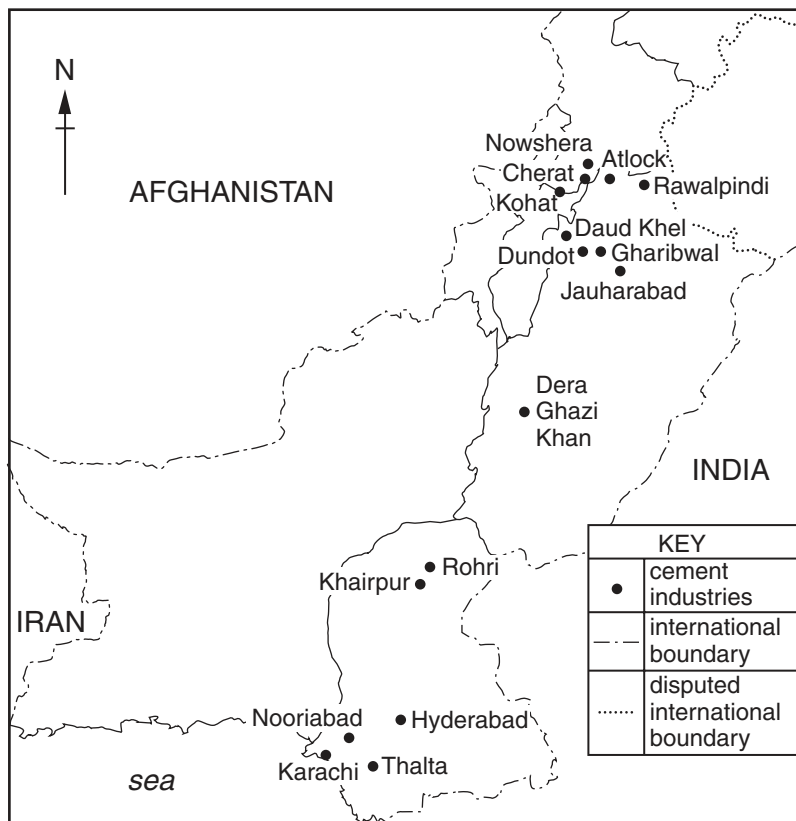 N
AFGHANISTAN
Nowshera
Atlock
Cherat
Rawalpindi
Kohat
Daud Khel
Dundot
Gharibwal
Jauharabad
Dera
Ghazi
Khan
INDIA
Rohri
Khairpur
IRAN
Nooriabad
Hyderabad
Karachi
Thalta
sea
KEY
cement
industries
international
boundary
disputed
international
boundary